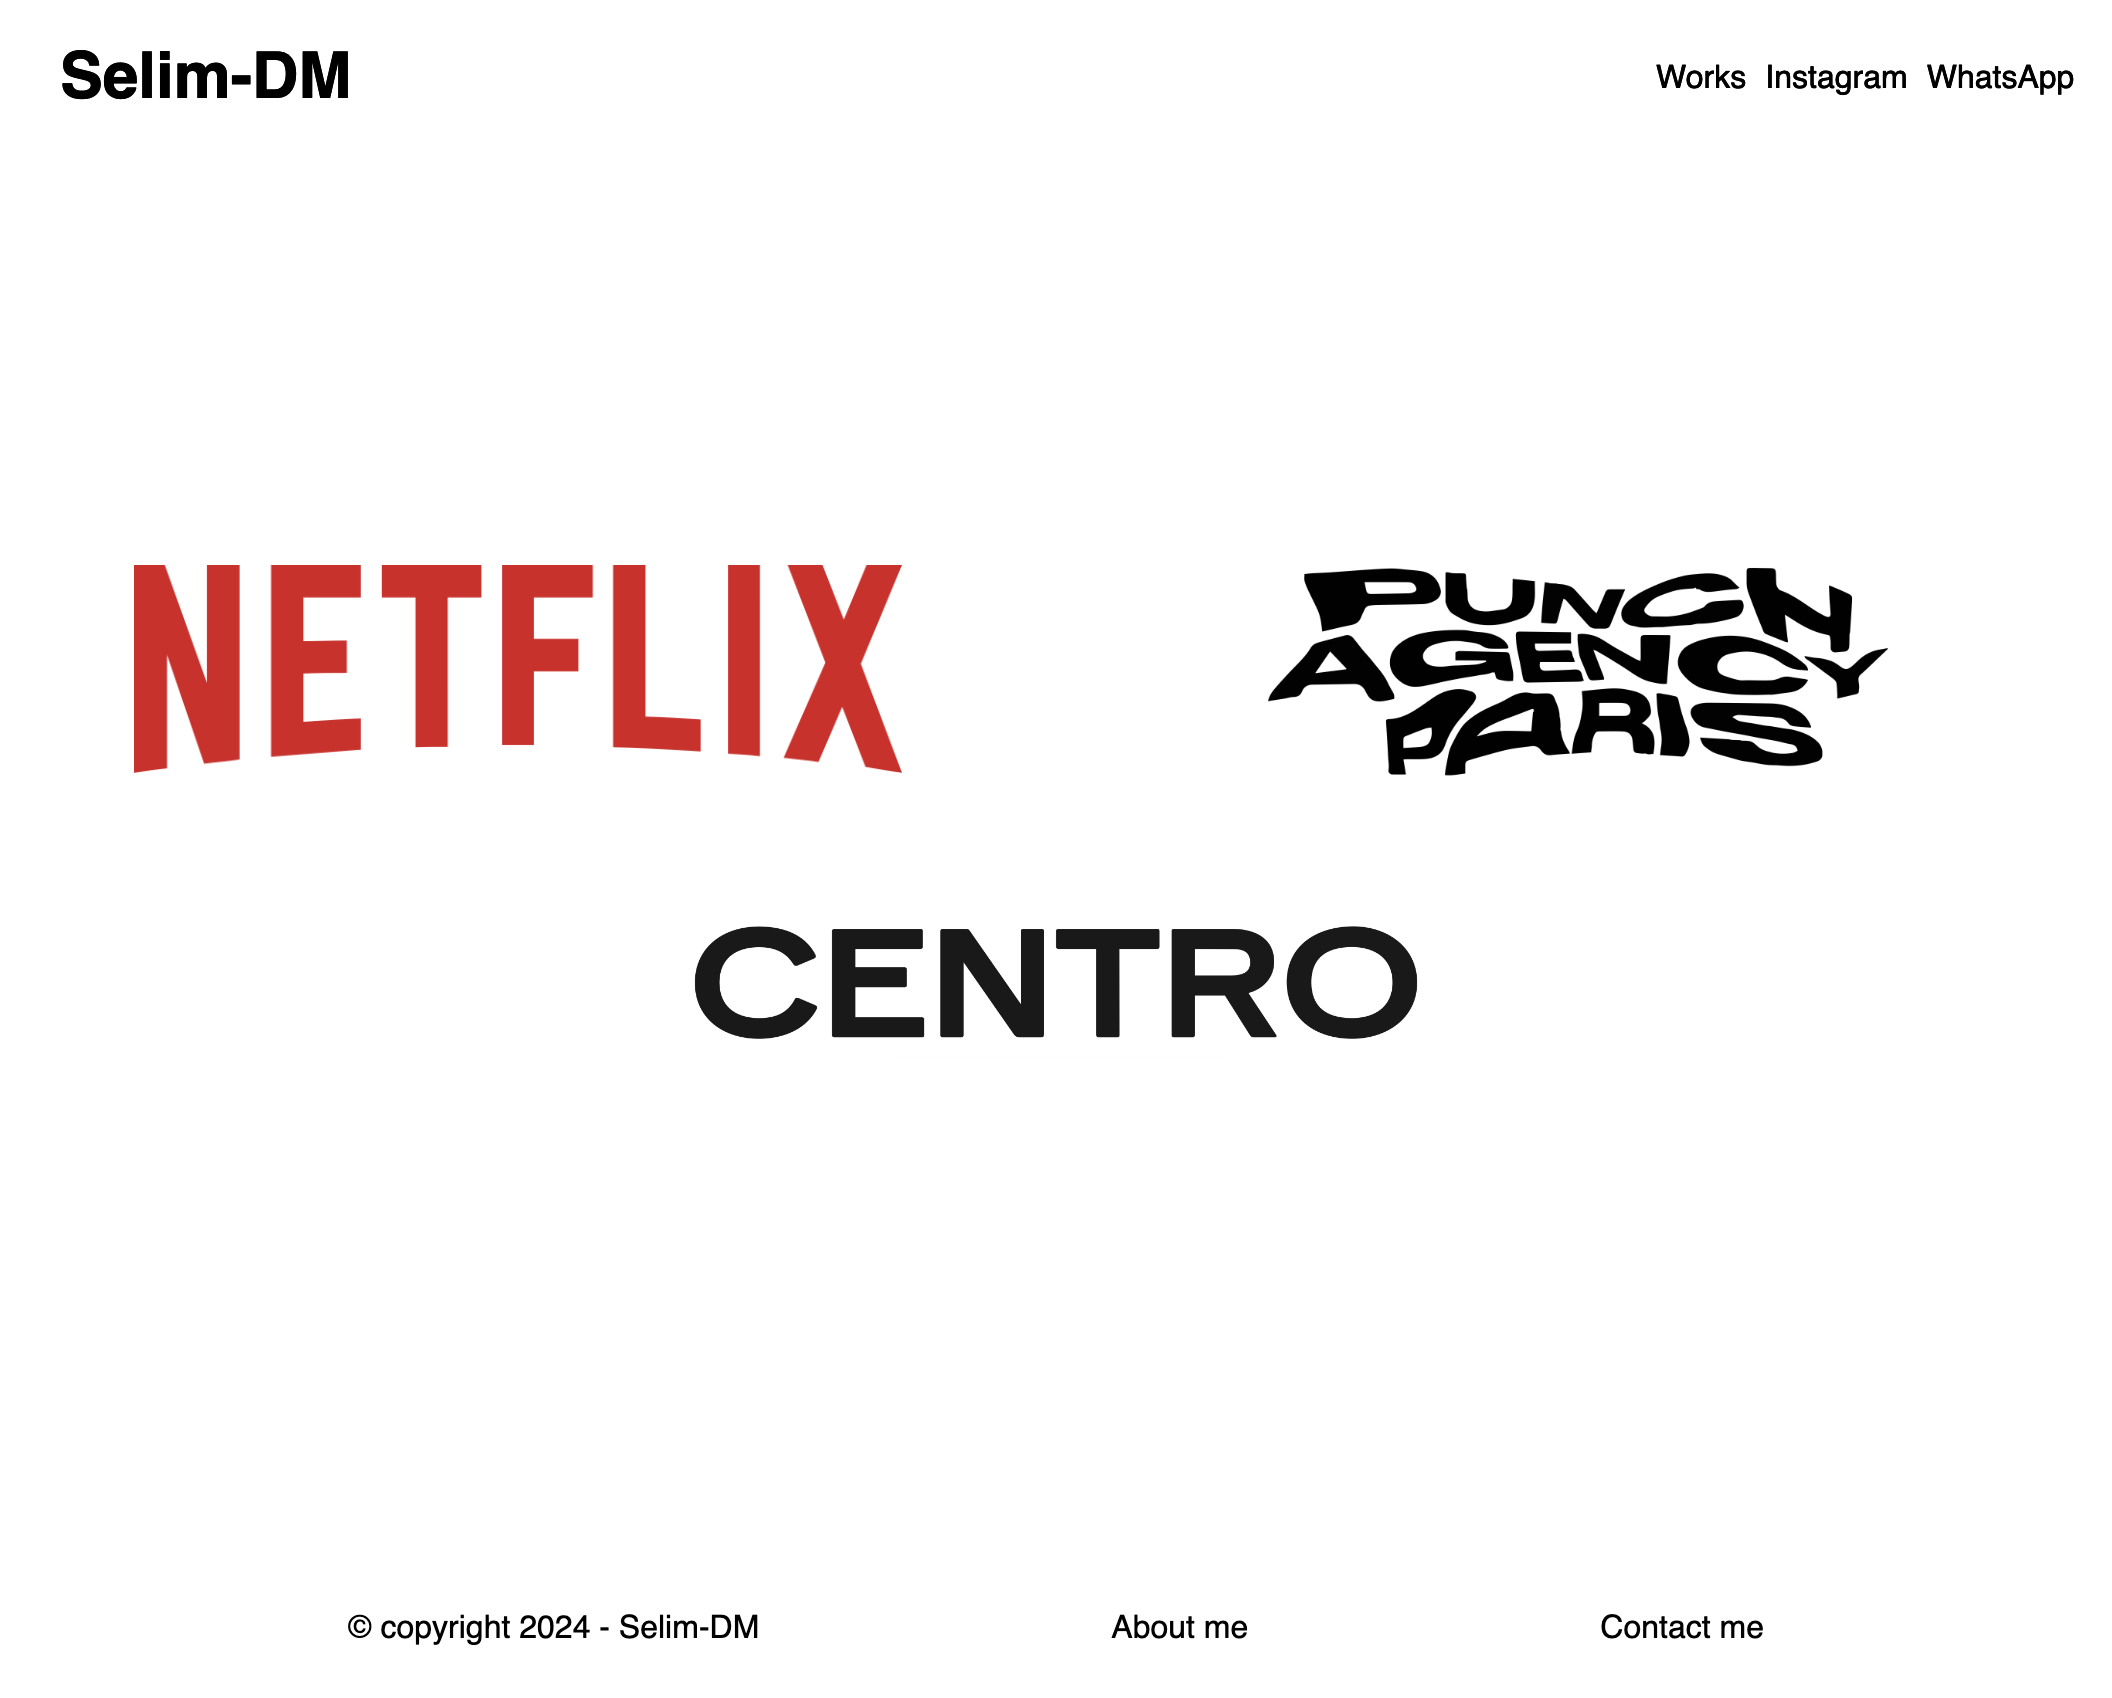 Selim-DM
Works Instagram WhatsApp
NETFLIX
PUNCH
AGENCY
PARIS
CENTRO
© copyright 2024 - Selim-DM
About me
Contact me